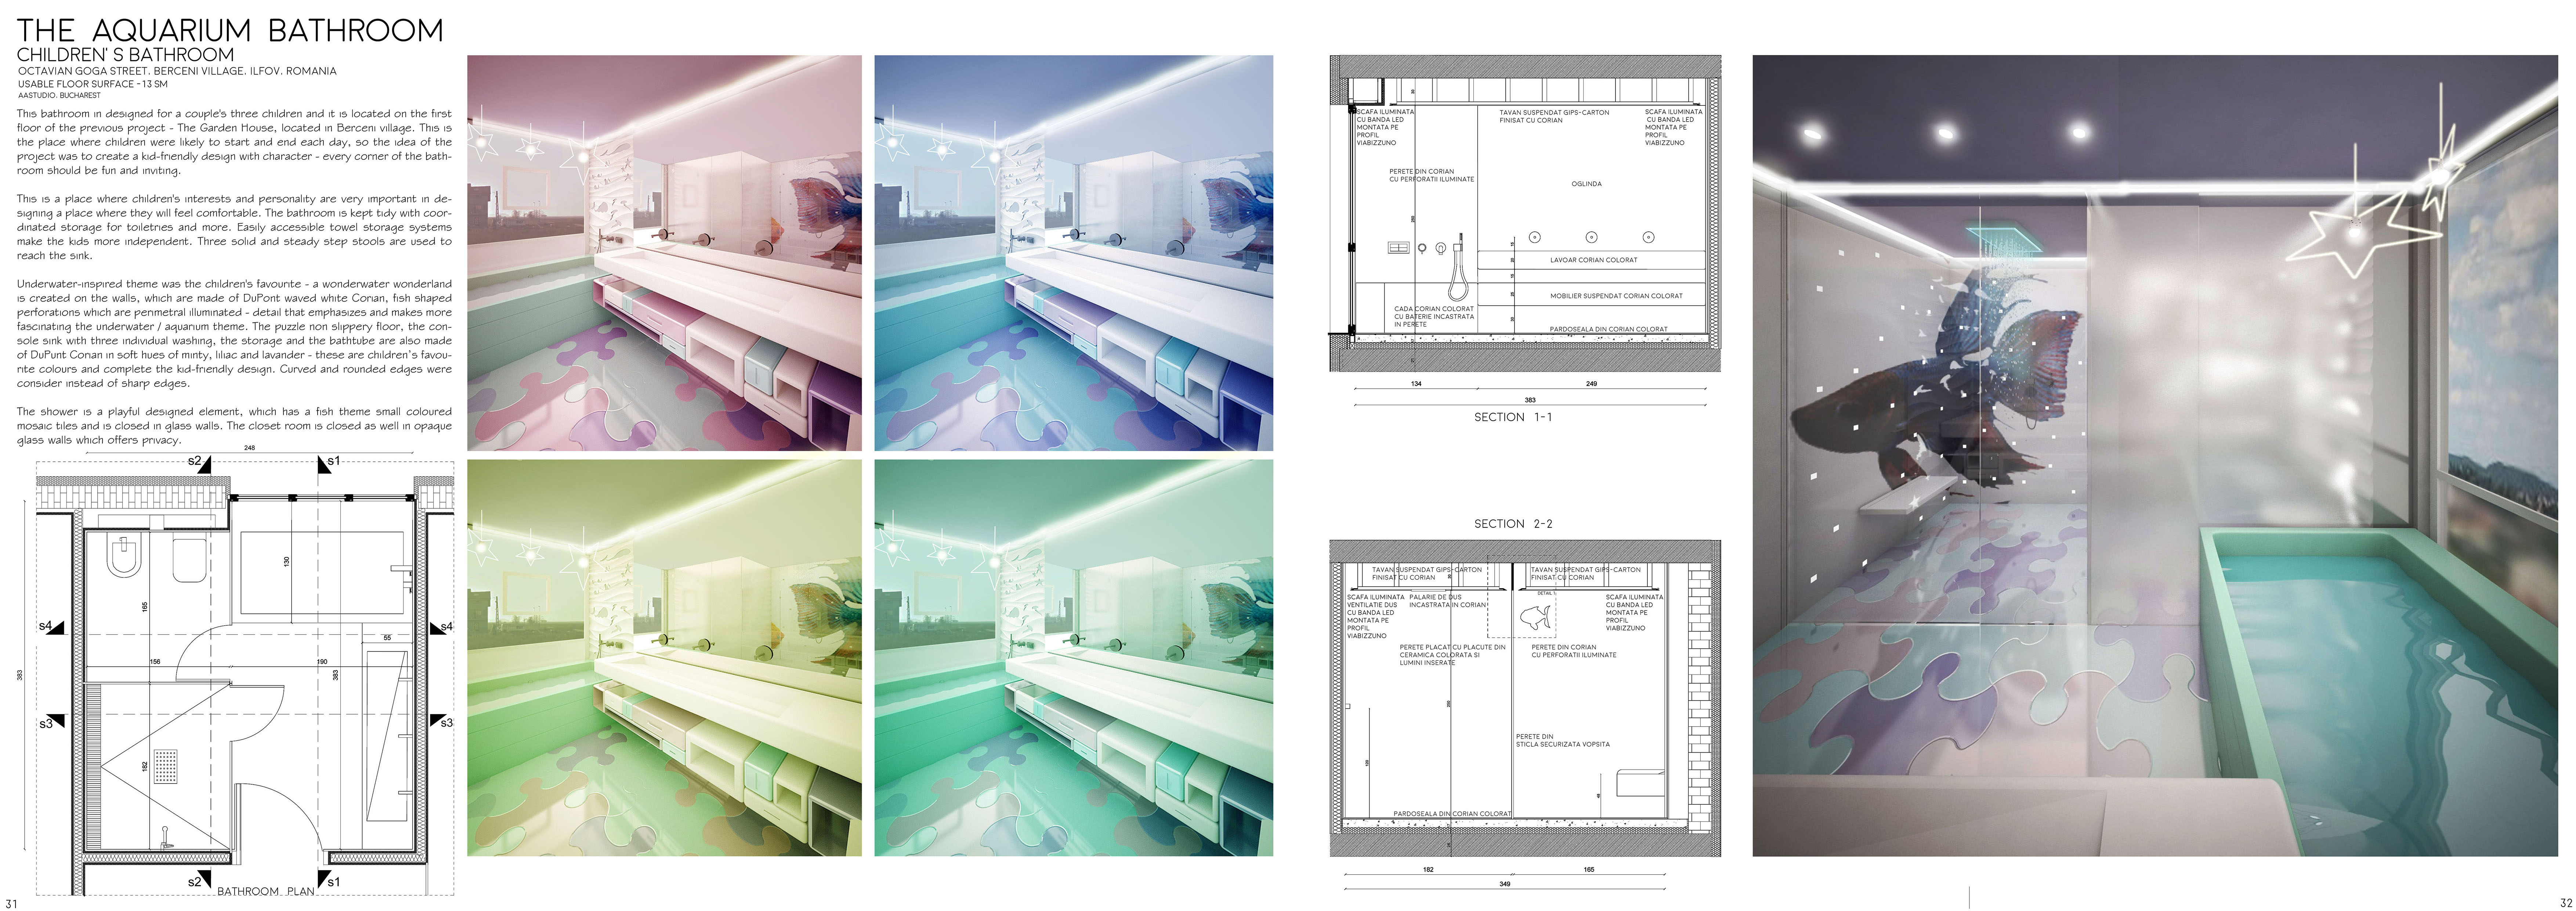 THE AQUARIUM BATHROOM
CHILDREN'S BATHROOM
OCTAVIAN GOGA STREET. BERCENI VILLAGE. ILFOV. ROMANIA
USABLE FLOOR SURFACE -13 SM
AASTUDIO. BUCHAREST
This bathroom in designed for a couple's three children and it is located on the first
floor of the previous project - The Garden House, located in Berceni village. This is
the place where children were likely to start and end each day, so the idea of the
project was to create a kid-friendly design with character - every corner of the bath-
room should be fun and inviting.
This is a place where children's interests and personality are very important in de-
signing a place where they will feel comfortable. The bathroom is kept tidy with coor-
dinated storage for toiletries and more. Easily accessible towel storage systems
make the kids more independent. Three solid and steady step stools are used to
reach the sink.
Underwater-inspired theme was the children's favourite - a wonderwater wonderland
is created on the walls, which are made of DuPont waved white Corian, fish shaped
perforations which are perimetral illuminated - detail that emphasizes and makes more
fascinating the underwater / aquarium theme. The puzzle non slippery floor, the con-
sole sink with three individual washing, the storage and the bathtube are also made
of DuPunt Conan in soft hues of minty, liliac and lavander - these are children's favou-
rite colours and complete the kid-friendly design. Curved and rounded edges were
consider instead of sharp edges.
The shower is a playful designed element, which has a fish theme small coloured
mosaic tiles and is closed in glass walls. The closet room is closed as well in opaque
glass walls which offers privacy.
248
s2
s1
130
165
s4
s4
55
156
190
383
383
s3
s3
182
s2
s1
BATHROOM PLAN
31
SCAFA ILUMINATA
CU BANDA LED
MONTATA PE
PROFIL
VIABIZZUNO
TAVAN SUSPENDAT GIPS-CARTON
FINISAT CU CORIAN
SCAFA ILUMINATA
CU BANDA LED
MONTATA PE
PROFIL
VIABIZZUNO
PERETE DIN CORIAN
CU PERFORATII ILUMINATE
OGLINDA
LAVOAR CORIAN COLORAT
MOBILIER SUSPENDAT CORIAN COLORAT
CADA CORIAN COLORAT
CU BATERIE INCASTRATA
IN PERETE
PARDOSEALA DIN CORIAN COLORAT
134
249
383
SECTION 1-1
SECTION 2-2
TAVAN SUSPENDAT GIPS-CARTON
FINISAT CU CORIAN
TAVAN SUSPENDAT GIPS-CARTON
FINISAT CU CORIAN
DETAIL 1
SCAFA ILUMINATA
VENTILATIE DUS
CU BANDA LED
MONTATA PE
PROFIL
VIABIZZUNO
PALARIE DE DUS
INCASTRATA IN CORIAN
SCAFA ILUMINATA
CU BANDA LED
MONTATA PE
PROFIL
VIABIZZUNO
PERETE PLACAT CU PLACUTE DIN
CERAMICA COLORATA SI
LUMINI INSERATE
PERETE DIN CORIAN
CU PERFORATII ILUMINATE
PERETE DIN
STICLA SECURIZATA VOPSITA
PARDOSEALA DIN CORIAN COLORAT
182
165
349
32